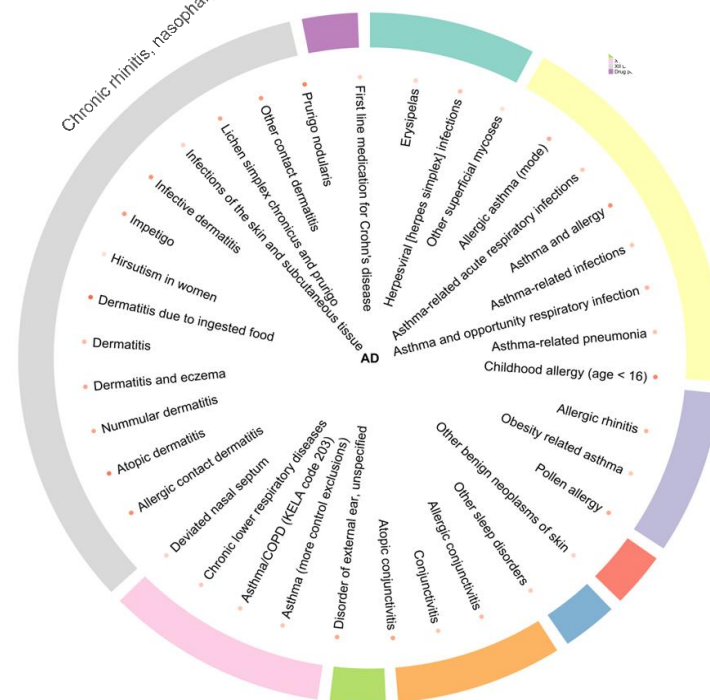 Chronic rhinitis, nasophar
First line medication for Crohn's disease
Erysipelas
Herpesviral [herpes simplex] infections
Other superficial mycoses
Allergic asthma (mode)
Asthma-related acute respiratory infections
Asthma and allergy
Asthma-related infections
Asthma and opportunity respiratory infection
Asthma-related pneumonia
Childhood allergy (age < 16)
Allergic rhinitis
Obesity related asthma
Pollen allergy
Other benign neoplasms of skin
Other sleep disorders
Allergic conjunctivitis
Conjunctivitis
Atopic conjunctivitis
Disorder of external ear, unspecified
Asthma (more control exclusions)
Asthma/COPD (KELA code 203)
Chronic lower respiratory diseases
Deviated nasal septum
Allergic contact dermatitis
Atopic dermatitis
Nummular dermatitis
Dermatitis and eczema
Dermatitis
Dermatitis due to ingested food
Hirsutism in women
Impetigo
Infective dermatitis
Infections of the skin and subcutaneous tissue
Lichen simplex chronicus and prurigo
Other contact dermatitis
Prurigo nodularis
AD